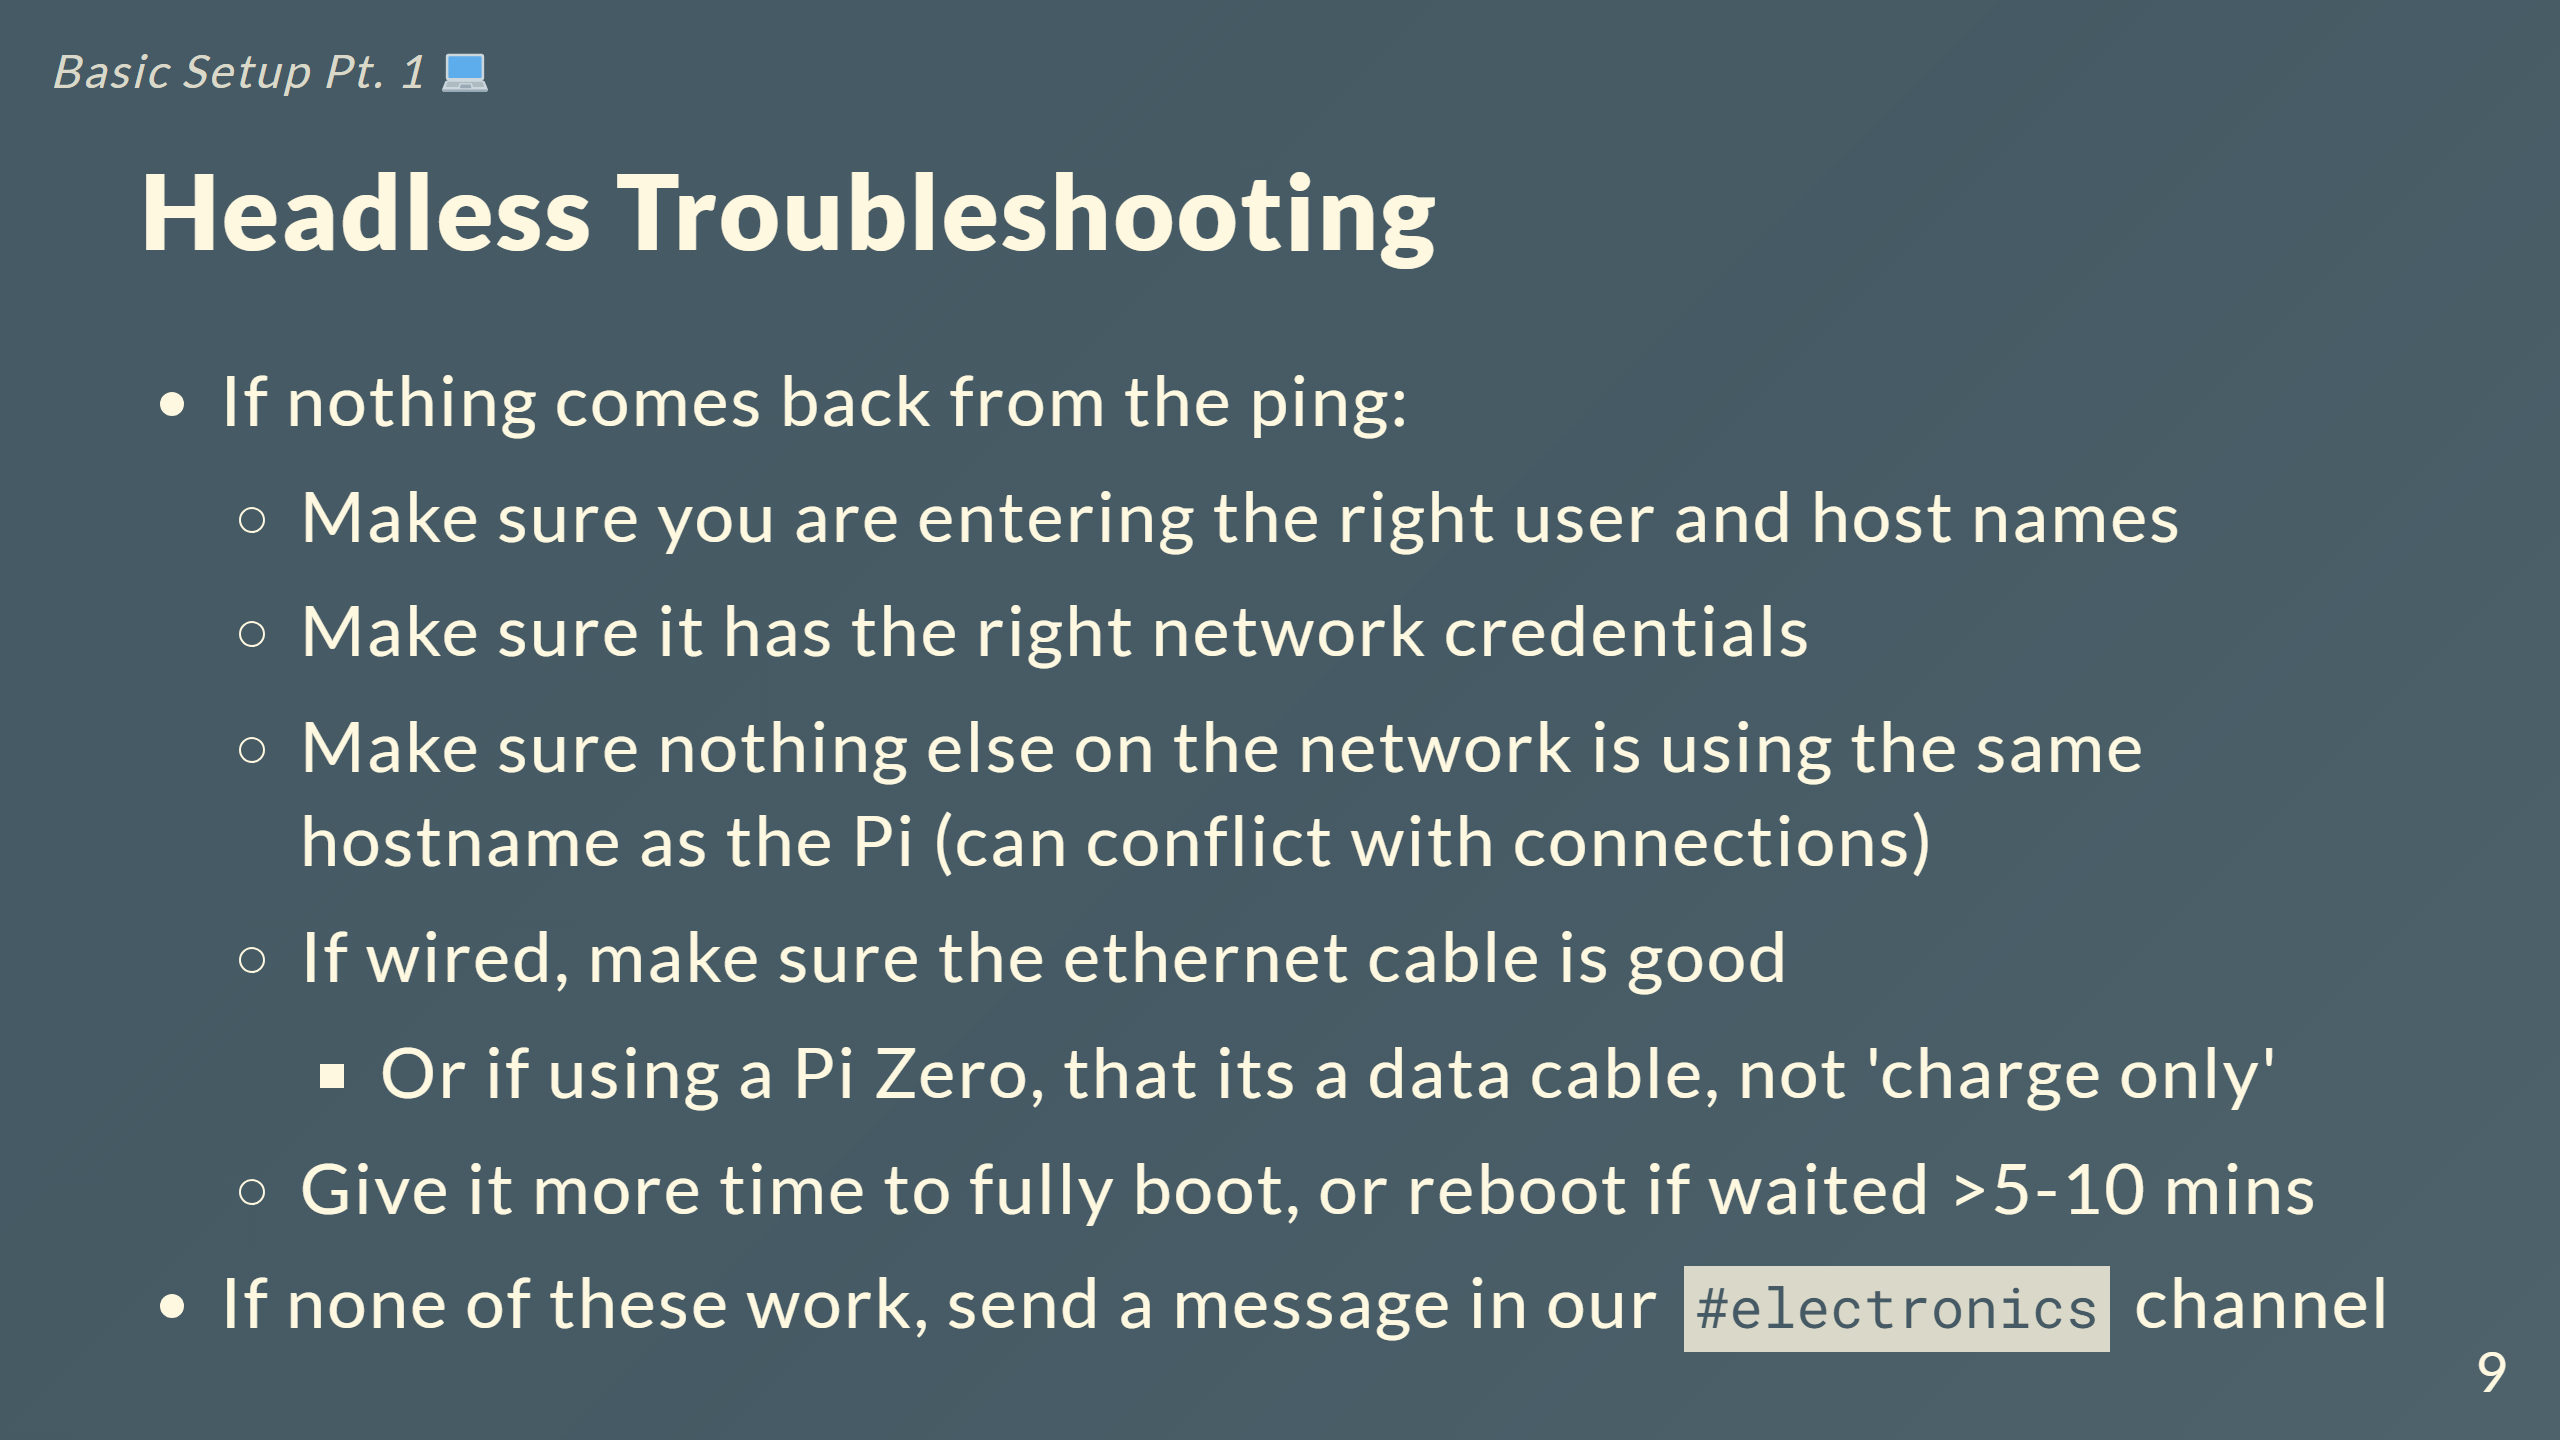 Basic Setup Pt. 1 💻
Headless Troubleshooting
If nothing comes back from the ping:
Make sure you are entering the right user and host names
Make sure it has the right network credentials
Make sure nothing else on the network is using the same
hostname as the Pi (can conflict with connections)
If wired, make sure the ethernet cable is good
Or if using a Pi Zero, that its a data cable, not 'charge only'
Give it more time to fully boot, or reboot if waited >5-10 mins
If none of these work, send a message in our #electronics channel
9